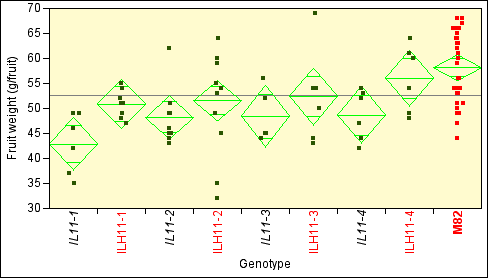 Fruit weight (g/fruit)
70
65
60
55
50
45
40
35
30
IL11-1
ILH11-1
IL11-2
ILH11-2
IL11-3
ILH11-3
IL11-4
ILH11-4
M82
Genotype